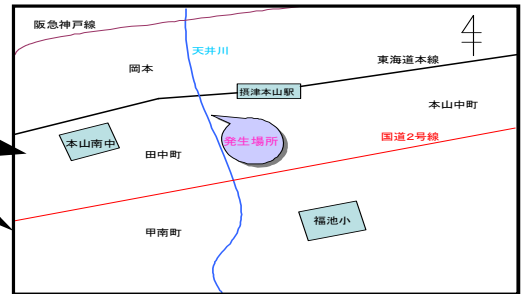 阪急神戸線
天井川
岡本
東海道本線
摂津本山駅
本山中町
発生場所
国道2号線
本山南中
田中町
福池小
甲南町